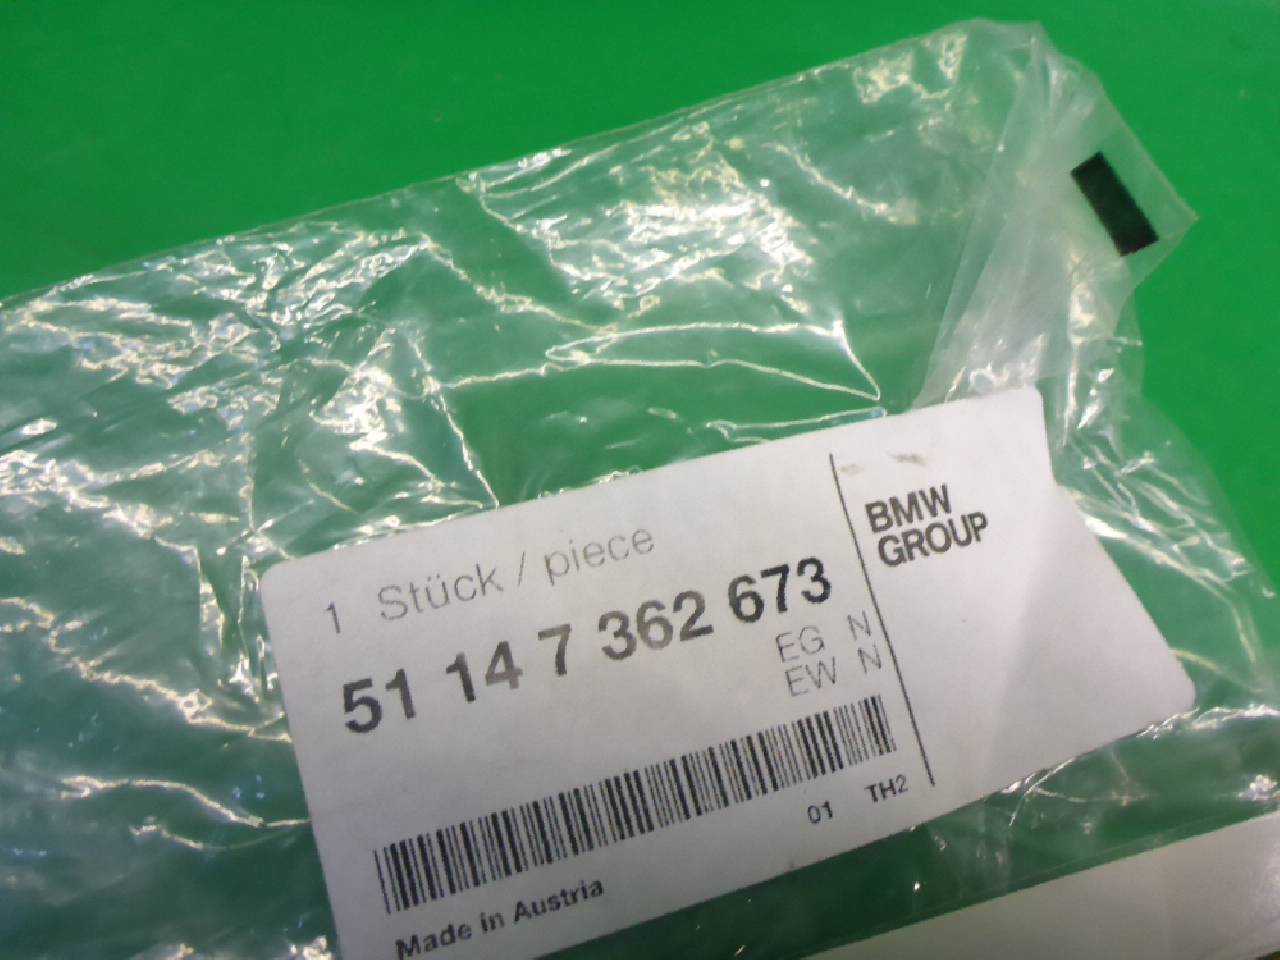 1 Stück / piece
51 14 7 362 673
EG N
EW N
01 TH2
Made in Austria
BMW
GROUP